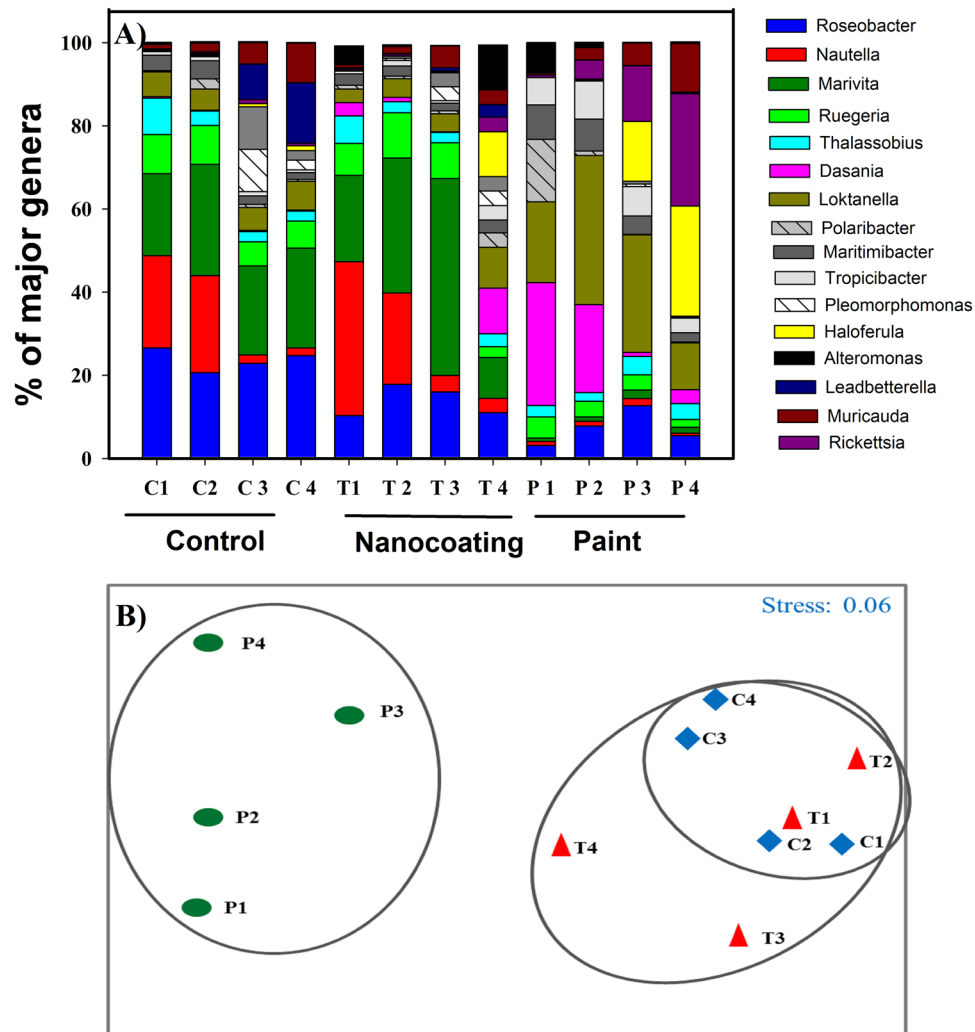 A)
% of major genera
100
80
60
40
20
0
C1 C2 C 3 C 4 T1 T 2 T 3 T 4 P 1 P 2 P 3 P 4
Control Nanocoating Paint
Roseobacter
Nautella
Marivita
Ruegeria
Thalassobius
Dasania
Loktanella
Polaribacter
Maritimibacter
Tropicibacter
Pleomorphomonas
Haloferula
Alteromonas
Leadbetterella
Muricauda
Rickettsia
B)
Stress: 0.06
P4
P3
P2
P1
C4
C3
T2
T1
C2
C1
T4
T3